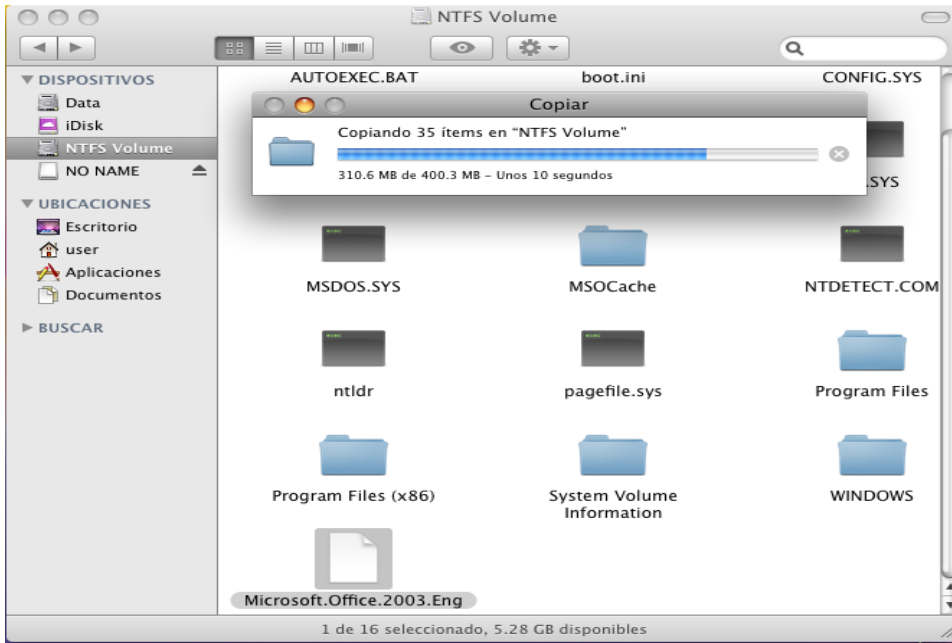 NTFS Volume
DISPOSITIVOS
Data
iDisk
NTFS Volume
NO NAME
UBICACIONES
Escritorio
user
Aplicaciones
Documentos
BUSCAR
AUTOEXEC.BAT
boot.ini
CONFIG.SYS
Copiar
Copiando 35 ítems en “NTFS Volume”
310.6 MB de 400.3 MB – Unos 10 segundos
.SYS
MSDOS.SYS
MSOCache
NTDETECT.COM
ntldr
pagefile.sys
Program Files
Program Files (x86)
System Volume
Information
WINDOWS
Microsoft.Office.2003.Eng
1 de 16 seleccionado, 5.28 GB disponibles